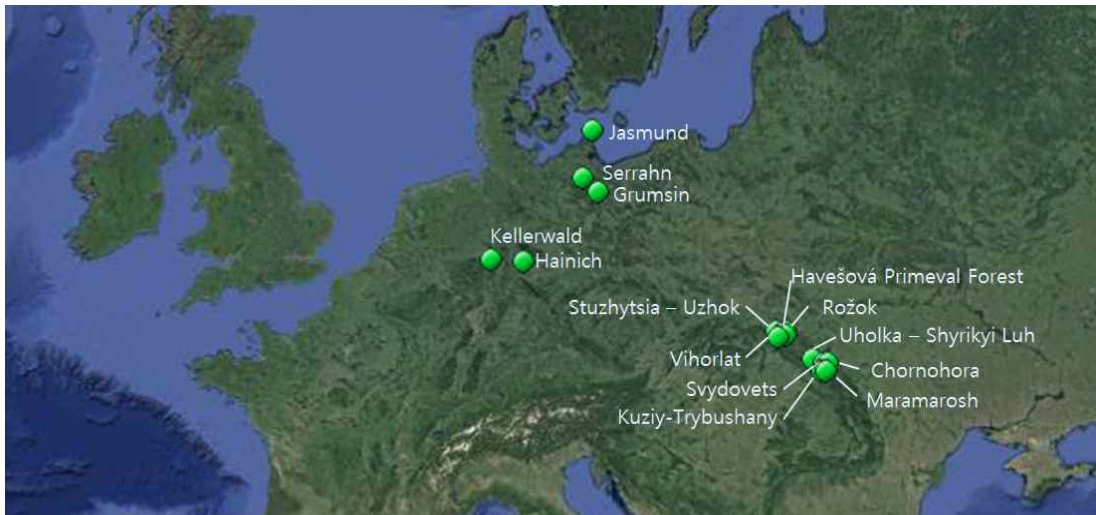 Jasmund
Serrahn
Grumsin
Kellerwald
Hainich
Havešová Primeval Forest
Stuzhytsia – Uzhok
Rožok
Uholka – Shyrikyi Luh
Vihorlat
Chornohora
Svydovets
Maramarosh
Kuziy-Trybushany